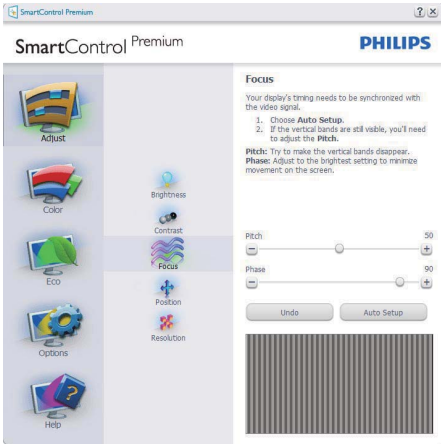 SmartControl Premium
SmartControl Premium
PHILIPS
Adjust
Color
Eco
Options
Help
Brightness
Contrast
Focus
Position
Resolution
Focus
Your display's timing needs to be synchronized with
the video signal.
1. Choose Auto Setup.
2. If the vertical bands are still visible, you'll need
to adjust the Pitch.
Pitch: Try to make the vertical bands disappear.
Phase: Adjust to the brightest setting to minimize
movement on the screen.
Pitch 50
Phase 90
Undo Auto Setup